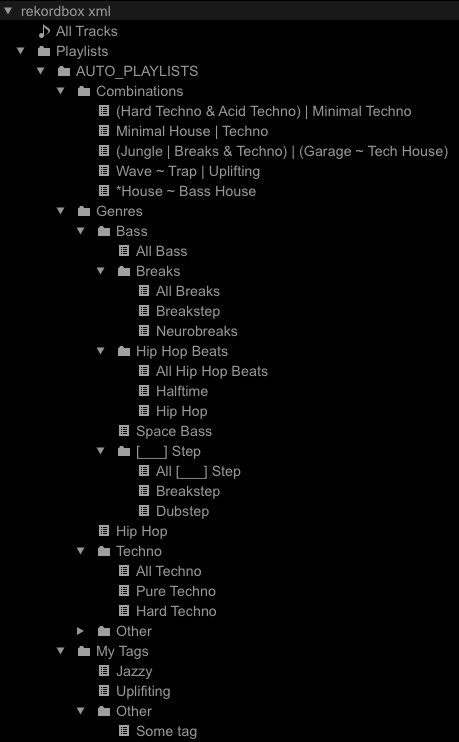 rekordbox xml
All Tracks
Playlists
AUTO_PLAYLISTS
Combinations
(Hard Techno & Acid Techno) | Minimal Techno
Minimal House | Techno
(Jungle | Breaks & Techno) | (Garage ~ Tech House)
Wave ~ Trap | Uplifting
*House ~ Bass House
Genres
Bass
All Bass
Breaks
All Breaks
Breakstep
Neurobreaks
Hip Hop Beats
All Hip Hop Beats
Halftime
Hip Hop
Space Bass
[___] Step
All [___] Step
Breakstep
Dubstep
Hip Hop
Techno
All Techno
Pure Techno
Hard Techno
Other
My Tags
Jazzy
Uplifiting
Other
Some tag